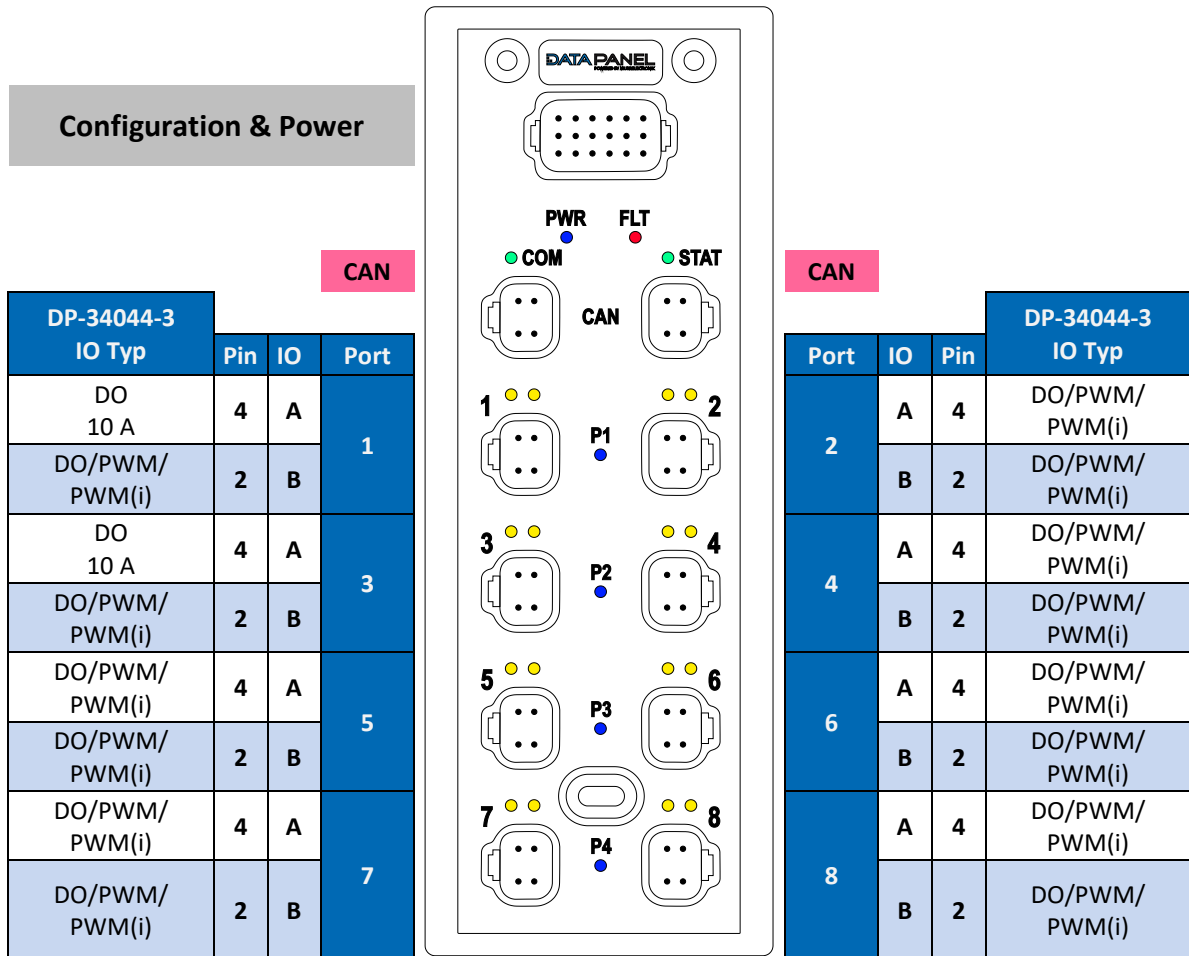 DATA PANEL
Configuration & Power
PWR FLT
COM STAT
CAN CAN CAN
DP-34044-3
IO Typ Pin IO Port
DO
10 A 4 A 1
DO/PWM/
PWM(i) 2 B
DO
10 A 4 A 3
DO/PWM/
PWM(i) 2 B
DO/PWM/
PWM(i) 4 A 5
DO/PWM/
PWM(i) 2 B
DO/PWM/
PWM(i) 4 A 7
DO/PWM/
PWM(i) 2 B
1 2
P1
3 4
P2
5 6
P3
7 8
P4
DP-34044-3
Port IO Pin IO Typ
2 A 4 DO/PWM/
PWM(i)
B 2 DO/PWM/
PWM(i)
4 A 4 DO/PWM/
PWM(i)
B 2 DO/PWM/
PWM(i)
6 A 4 DO/PWM/
PWM(i)
B 2 DO/PWM/
PWM(i)
8 A 4 DO/PWM/
PWM(i)
B 2 DO/PWM/
PWM(i)